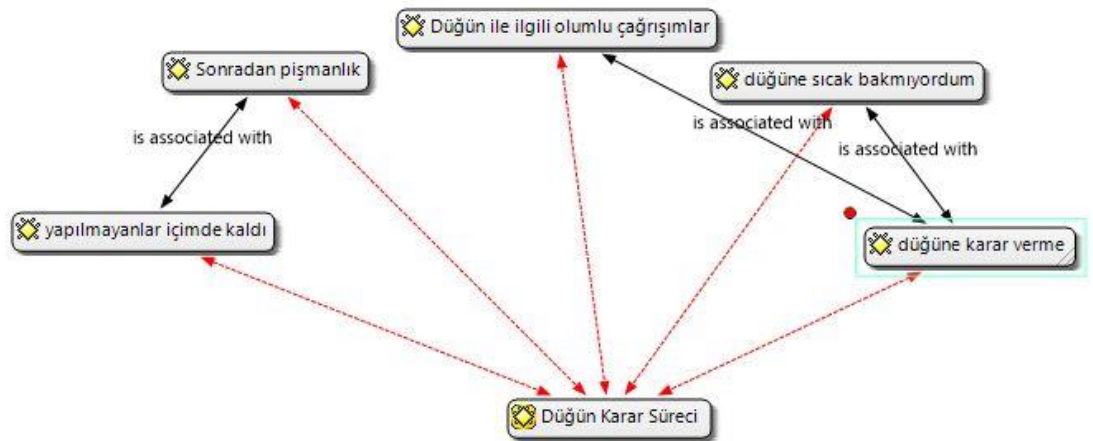 Düğün ile ilgili olumlu çağrışımlar
Sonradan pişmanlık
düğüne sıcak bakmıyordum
is associated with
is associated with
is associated with
yapılmayanlar içimde kaldı
düğüne karar verme
Düğün Karar Süreci